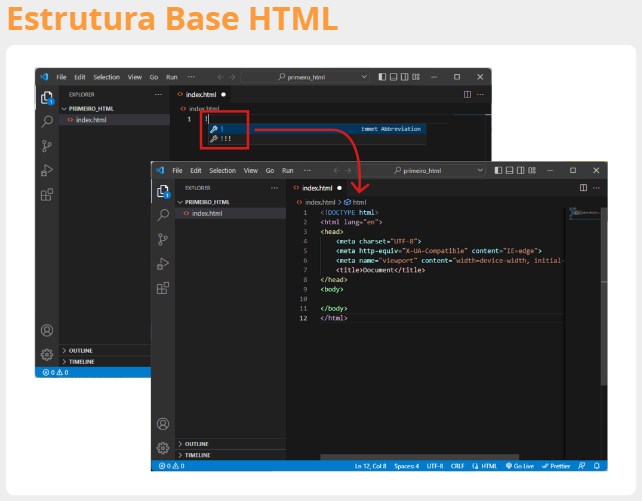 Estrutura Base HTML
File Edit Selection View Go Run ··· primeiro_html
EXPLORER ··· index.html
PRIMEIRO_HTML index.html
index.html 1 !
! Emmet Abbreviation
!!!
1
OUTLINE
TIMELINE
0 0
File Edit Selection View Go Run ··· primeiro_html
EXPLORER ··· index.html
PRIMEIRO_HTML index.html > html
index.html
1 <!DOCTYPE html>
2 <html lang="en">
3 <head>
4 <meta charset="UTF-8">
5 <meta http-equiv="X-UA-Compatible" content="IE=edge">
6 <meta name="viewport" content="width=device-width, initial-
7 <title>Document</title>
8 </head>
9 <body>
10
11 </body>
12 </html>
1
OUTLINE
TIMELINE
0 0 Ln 12, Col 8 Spaces: 4 UTF-8 CRLF HTML Go Live Prettier